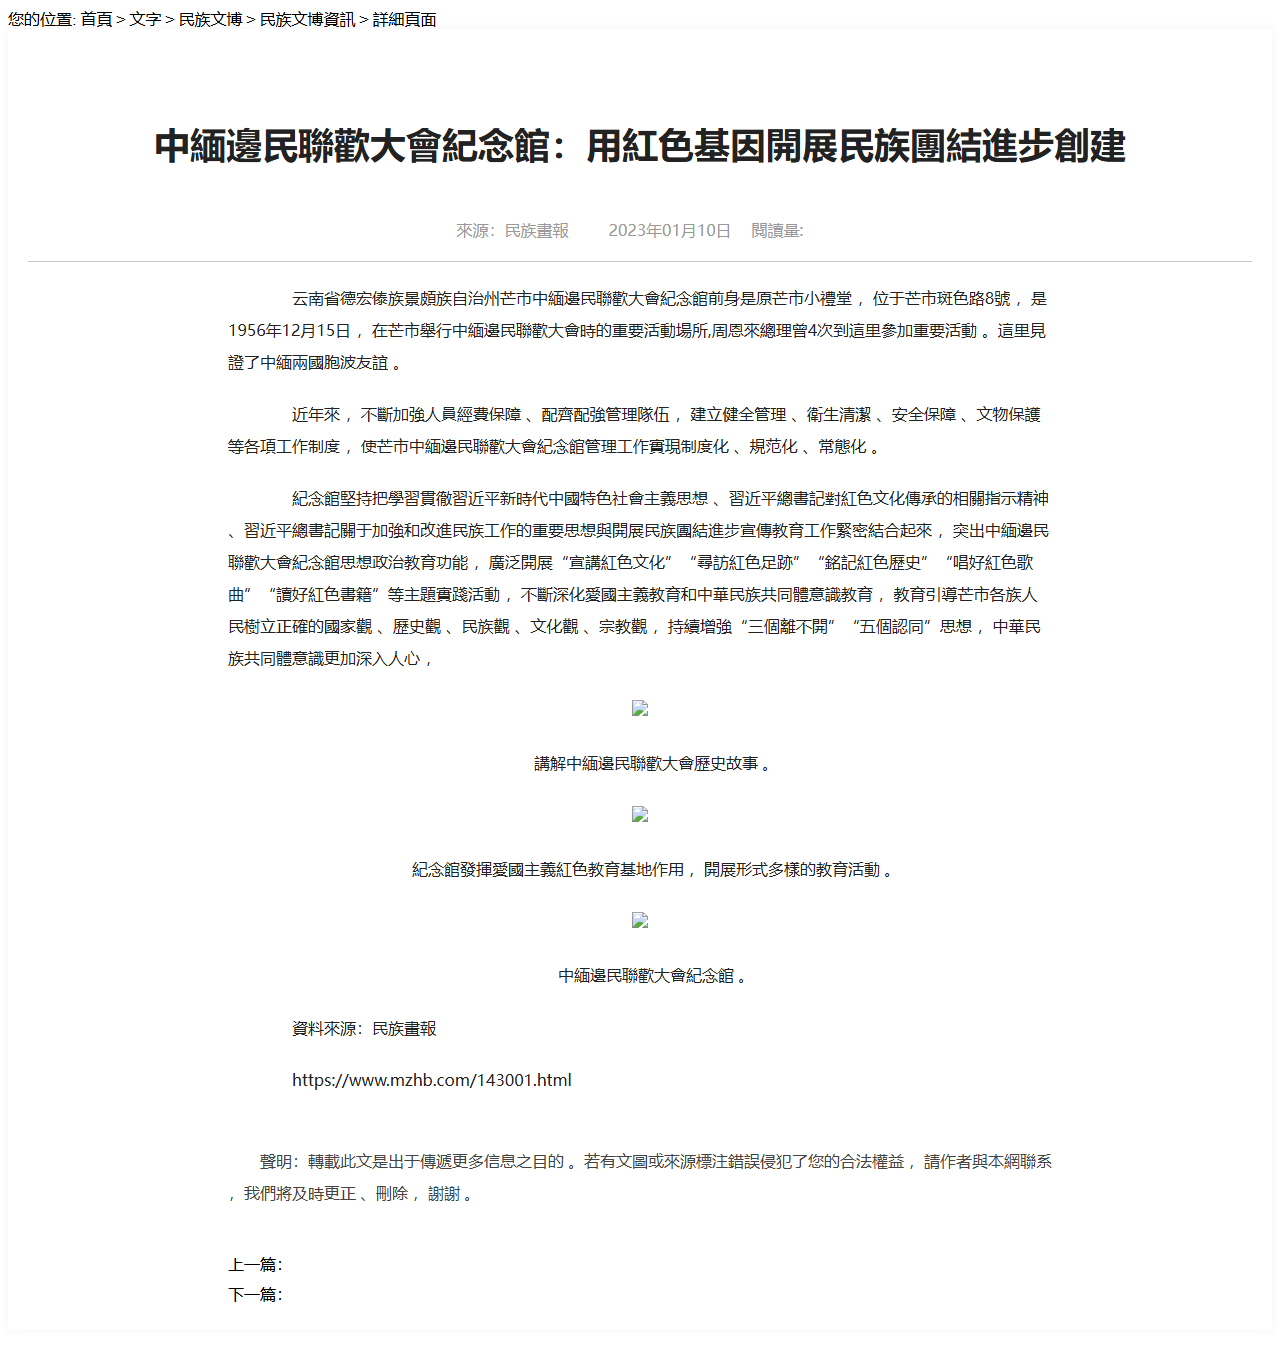 您的位置: 首頁 > 文字 > 民族文博 > 民族文博資訊 > 詳細頁面
中緬邊民聯歡大會紀念館：用紅色基因開展民族團結進步創建
來源：民族畫報 2023年01月10日 閱讀量:
云南省德宏傣族景頗族自治州芒市中緬邊民聯歡大會紀念館前身是原芒市小禮堂 ，位于芒市斑色路8號 ，是
1956年12月15日 ，在芒市舉行中緬邊民聯歡大會時的重要活動場所,周恩來總理曾4次到這里參加重要活動 。這里見
證了中緬兩國胞波友誼 。
近年來 ，不斷加強人員經費保障 、配齊配強管理隊伍 ，建立健全管理 、衛生清潔 、安全保障 、文物保護
等各項工作制度 ，使芒市中緬邊民聯歡大會紀念館管理工作實現制度化 、規范化 、常態化 。
紀念館堅持把學習貫徹習近平新時代中國特色社會主義思想 、習近平總書記對紅色文化傳承的相關指示精神
、習近平總書記關于加強和改進民族工作的重要思想與開展民族團結進步宣傳教育工作緊密結合起來 ，突出中緬邊民
聯歡大會紀念館思想政治教育功能 ，廣泛開展“宣講紅色文化”“尋訪紅色足跡”“銘記紅色歷史”“唱好紅色歌
曲”“讀好紅色書籍”等主題實踐活動 ，不斷深化愛國主義教育和中華民族共同體意識教育 ，教育引導芒市各族人
民樹立正確的國家觀 、歷史觀 、民族觀 、文化觀 、宗教觀 ，持續增強“三個離不開”“五個認同”思想 ，中華民
族共同體意識更加深入人心 ，
講解中緬邊民聯歡大會歷史故事 。
紀念館發揮愛國主義紅色教育基地作用 ，開展形式多樣的教育活動 。
中緬邊民聯歡大會紀念館 。
資料來源：民族畫報
https://www.mzhb.com/143001.html
聲明：轉載此文是出于傳遞更多信息之目的 。若有文圖或來源標注錯誤侵犯了您的合法權益 ，請作者與本網聯系
，我們將及時更正 、刪除 ，謝謝 。
上一篇：
下一篇：